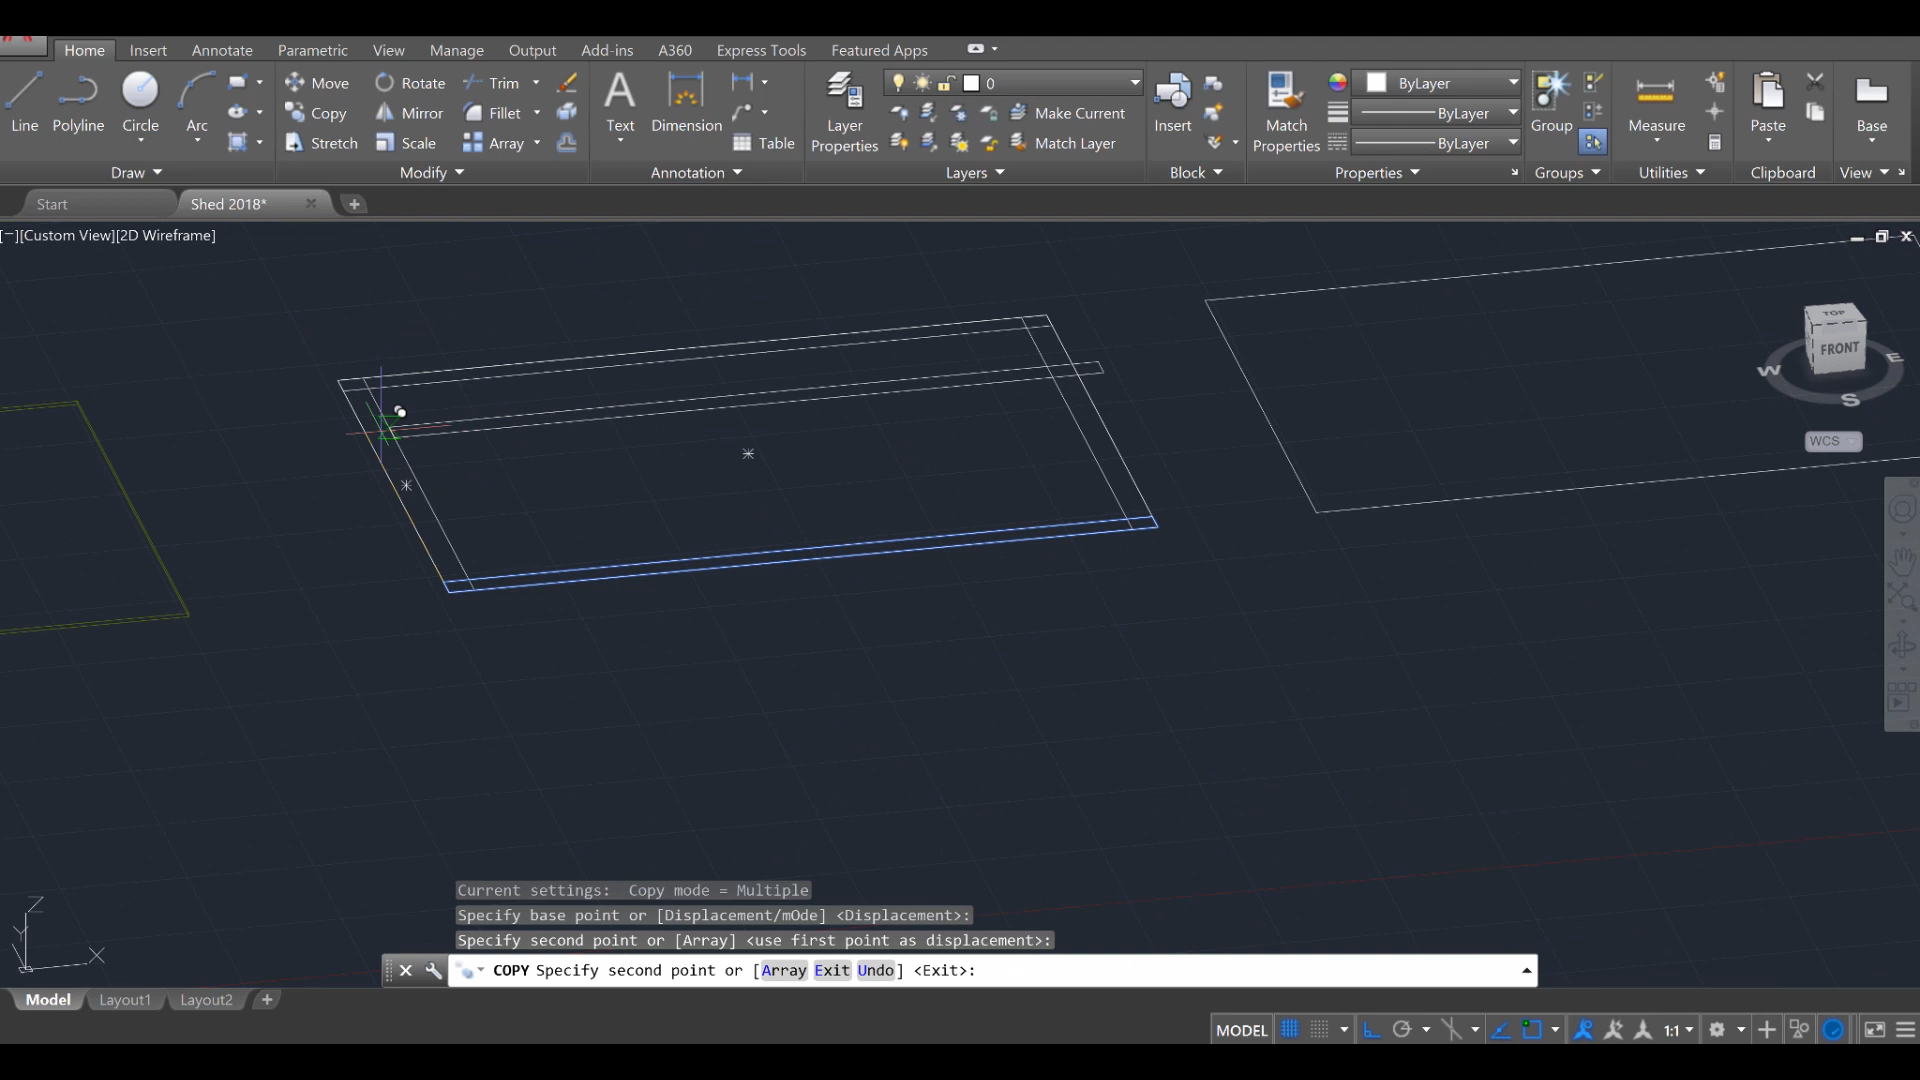 Home Insert Annotate Parametric View Manage Output Add-ins A360 Express Tools Featured Apps
Line Polyline Circle Arc
Move Rotate Trim
Copy Mirror Fillet
Stretch Scale Array
Text Dimension Table
Layer Properties
0
Make Current
Match Layer
Insert
Match Properties
ByLayer
ByLayer
ByLayer
Group
Measure
Paste
Base
Draw Modify Annotation Layers Block Properties Groups Utilities Clipboard View
Start Shed 2018*
[−][Custom View][2D Wireframe]
TOP
FRONT
W E
S
WCS
Z
Y
X
Current settings: Copy mode = Multiple
Specify base point or [Displacement/mOde] <Displacement>:
Specify second point or [Array] <use first point as displacement>:
COPY Specify second point or [Array Exit Undo] <Exit>:
Model Layout1 Layout2
MODEL 1:1